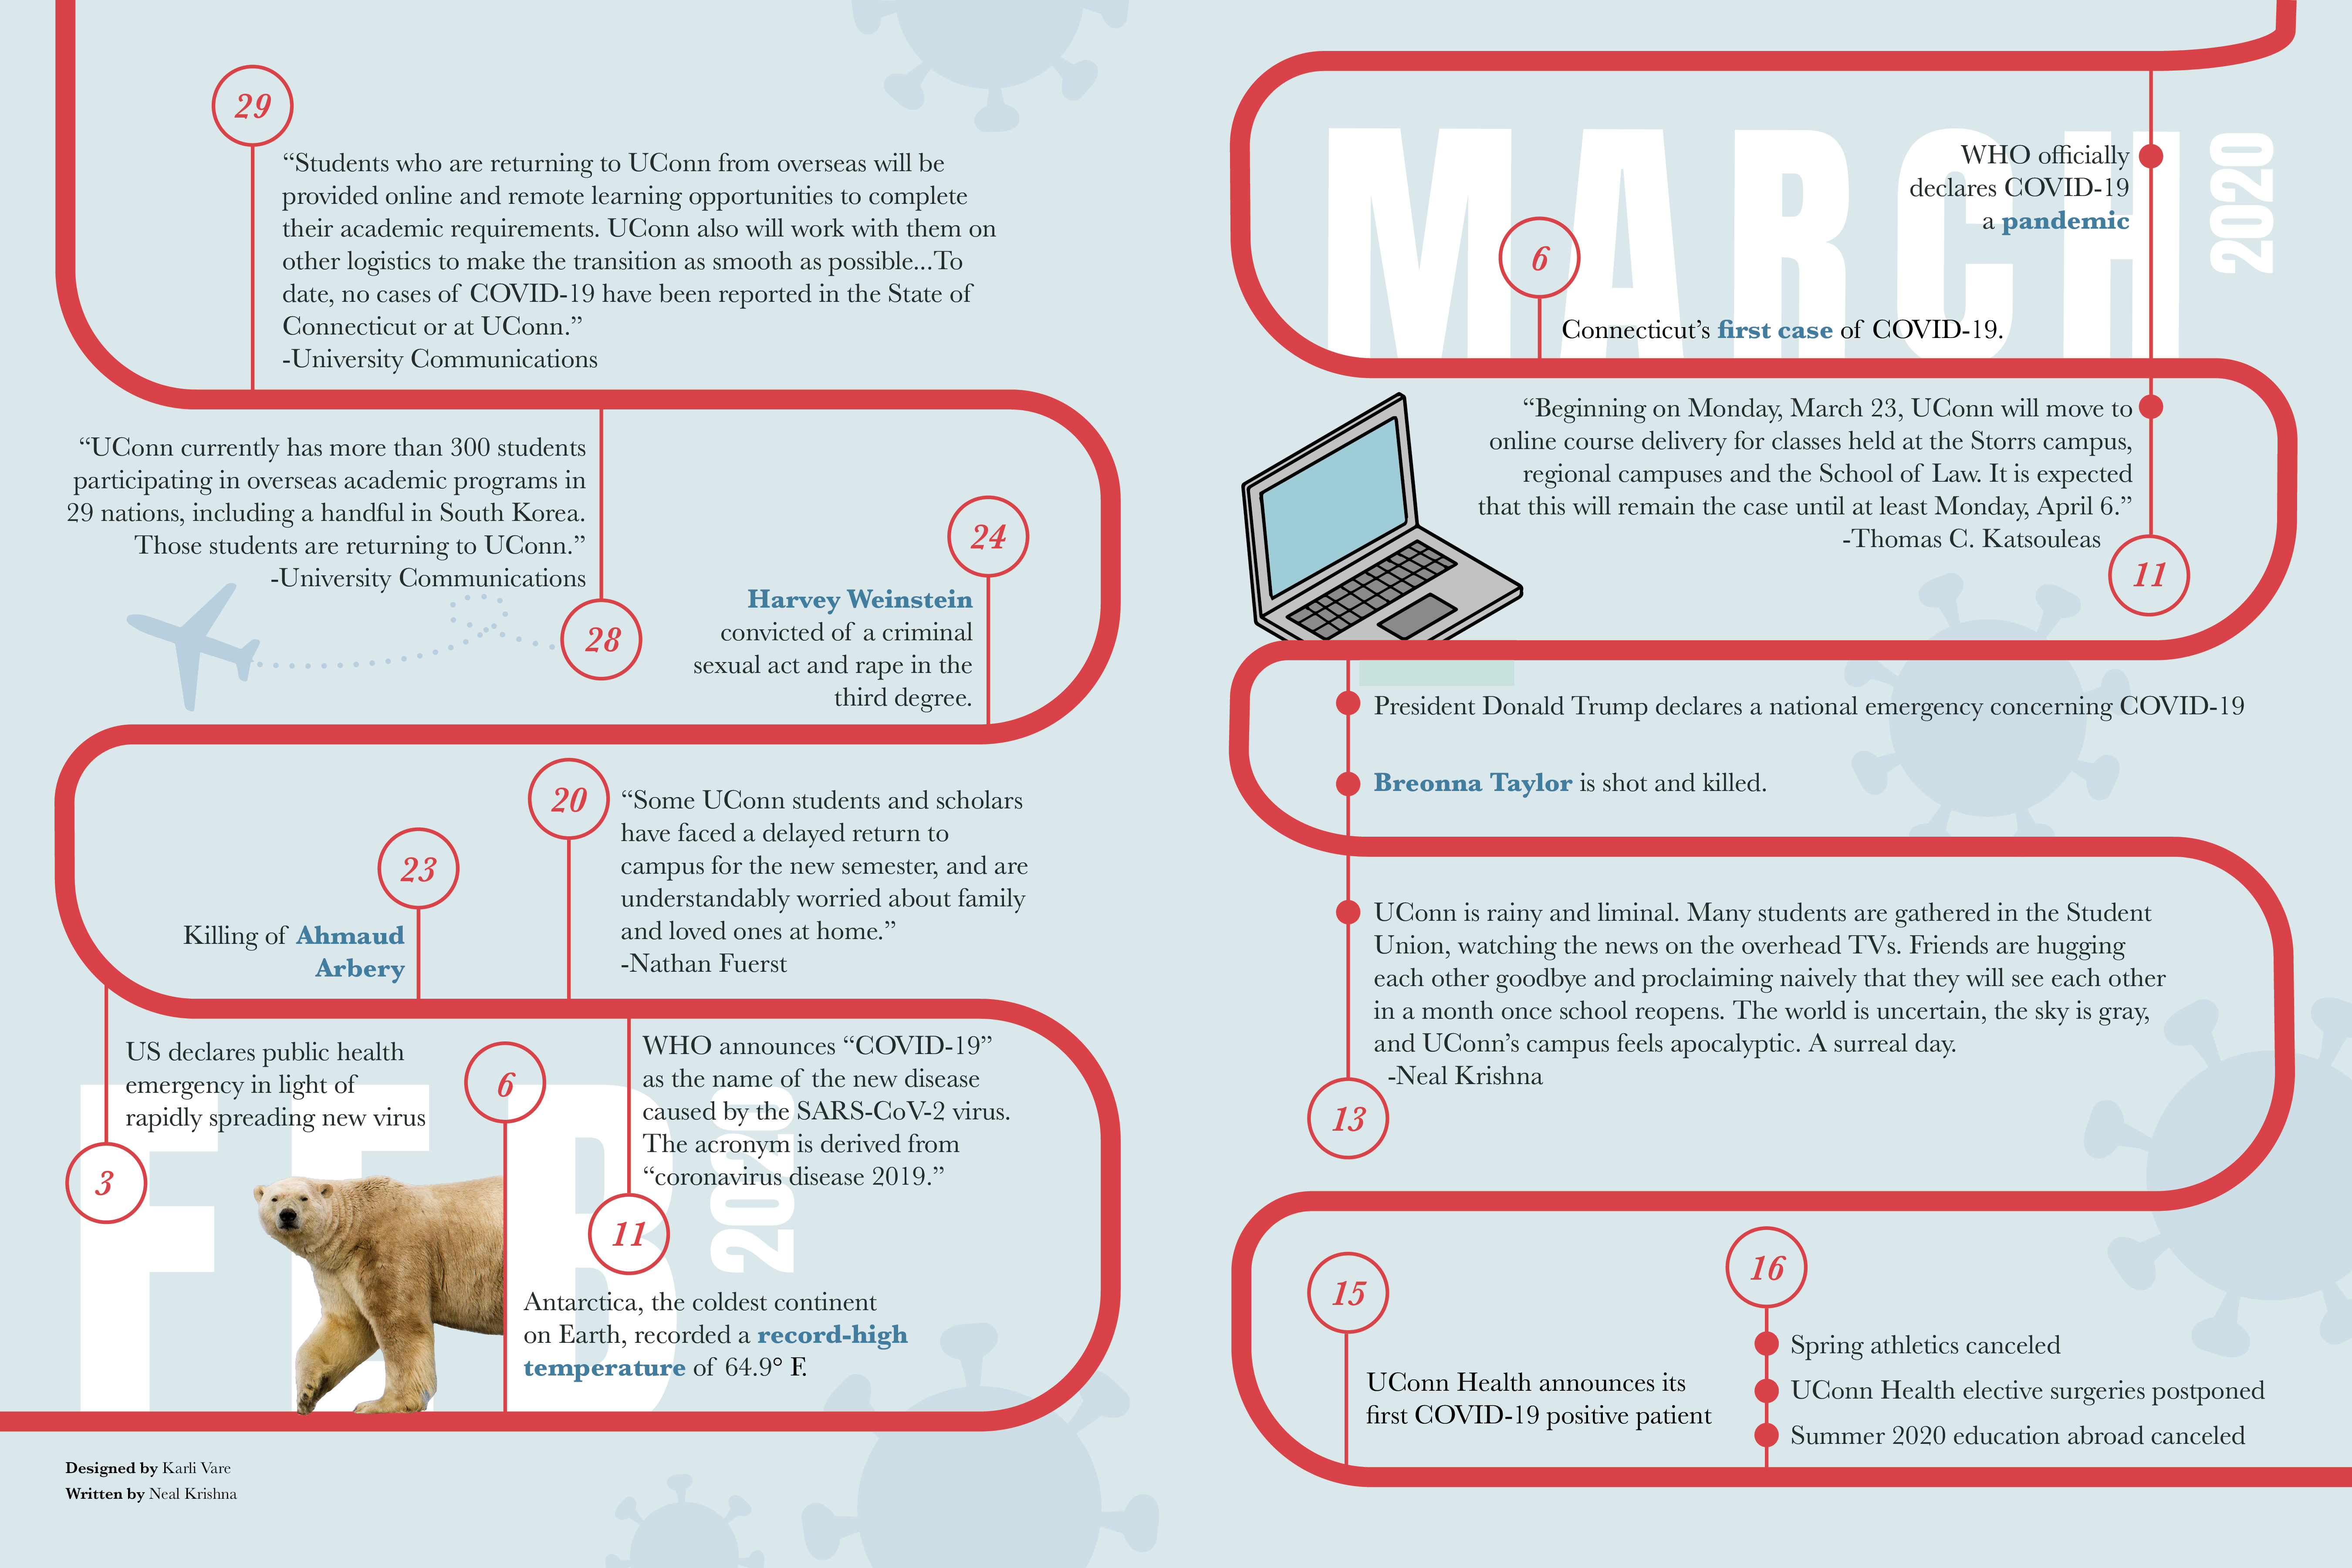 29
“Students who are returning to UConn from overseas will be
provided online and remote learning opportunities to complete
their academic requirements. UConn also will work with them on
other logistics to make the transition as smooth as possible...To
date, no cases of COVID-19 have been reported in the State of
Connecticut or at UConn.”
-University Communications
“UConn currently has more than 300 students
participating in overseas academic programs in
29 nations, including a handful in South Korea.
Those students are returning to UConn.”
-University Communications
28
24
Harvey Weinstein
convicted of a criminal
sexual act and rape in the
third degree.
20
“Some UConn students and scholars
have faced a delayed return to
campus for the new semester, and are
understandably worried about family
and loved ones at home.”
-Nathan Fuerst
23
Killing of Ahmaud
Arbery
US declares public health
emergency in light of
rapidly spreading new virus
3
6
WHO announces “COVID-19”
as the name of the new disease
caused by the SARS-CoV-2 virus.
The acronym is derived from
“coronavirus disease 2019.”
11
FEB
2020
Antarctica, the coldest continent
on Earth, recorded a record-high
temperature of 64.9° F.
Designed by Karli Vare
Written by Neal Krishna
MARCH
2020
WHO officially
declares COVID-19
a pandemic
6
Connecticut’s first case of COVID-19.
“Beginning on Monday, March 23, UConn will move to
online course delivery for classes held at the Storrs campus,
regional campuses and the School of Law. It is expected
that this will remain the case until at least Monday, April 6.”
-Thomas C. Katsouleas
11
President Donald Trump declares a national emergency concerning COVID-19
Breonna Taylor is shot and killed.
UConn is rainy and liminal. Many students are gathered in the Student
Union, watching the news on the overhead TVs. Friends are hugging
each other goodbye and proclaiming naively that they will see each other
in a month once school reopens. The world is uncertain, the sky is gray,
and UConn’s campus feels apocalyptic. A surreal day.
-Neal Krishna
13
15
UConn Health announces its
first COVID-19 positive patient
16
Spring athletics canceled
UConn Health elective surgeries postponed
Summer 2020 education abroad canceled